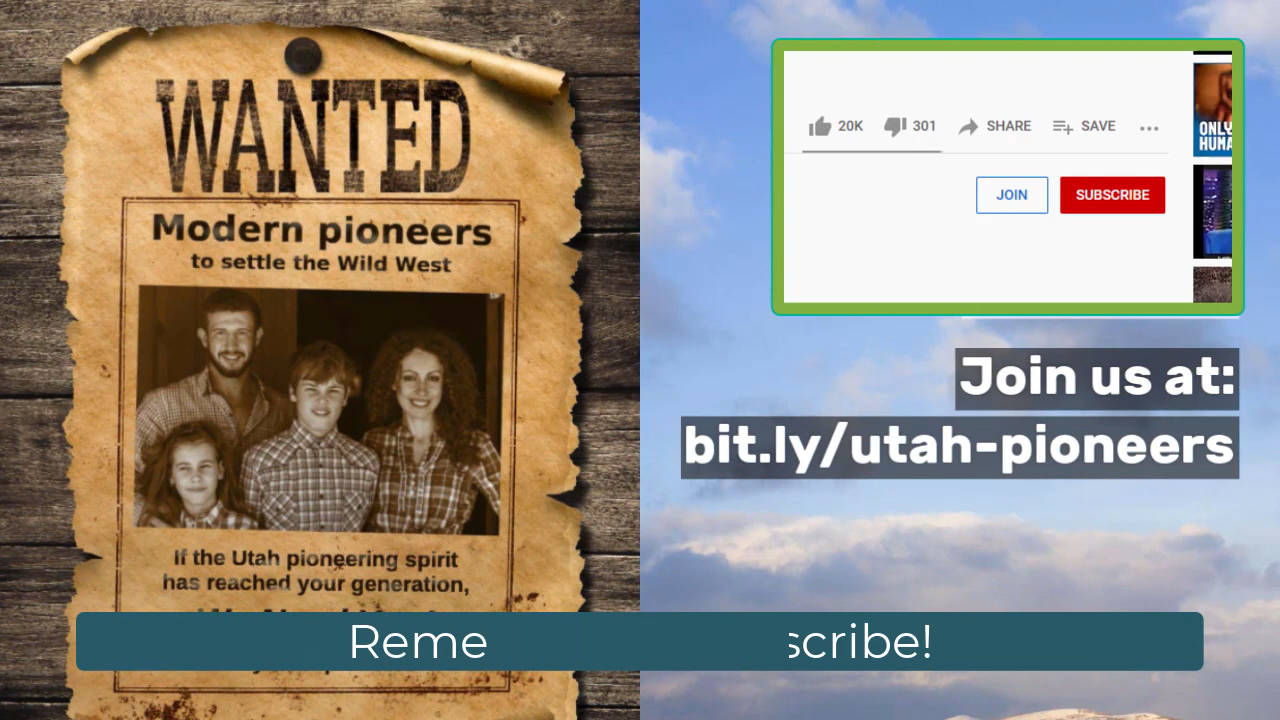 WANTED
Modern pioneers
to settle the Wild West
If the Utah pioneering spirit
has reached your generation,
20K 301 SHARE SAVE
JOIN SUBSCRIBE
ONLY
HUMA
Join us at:
bit.ly/utah-pioneers
Reme scribe!